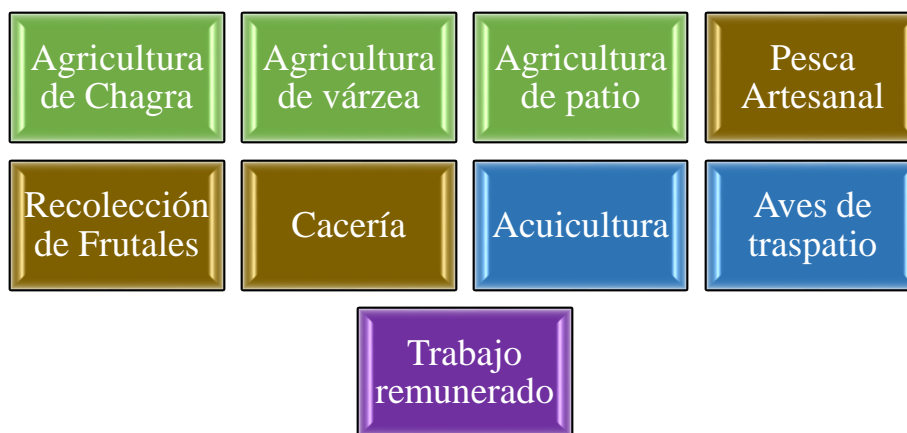 Agricultura
de Chagra
Agricultura
de várzea
Agricultura
de patio
Pesca
Artesanal
Recolección
de Frutales
Cacería
Acuicultura
Aves de
traspatio
Trabajo
remunerado